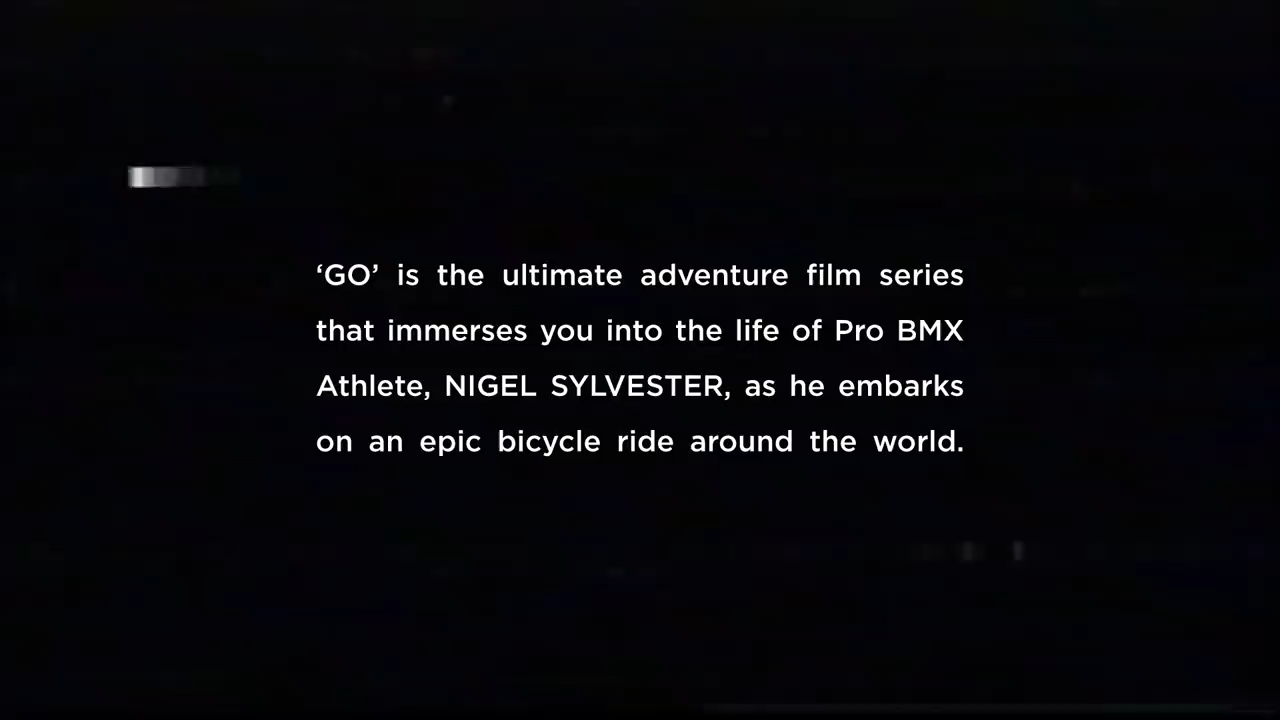 ‘GO’ is the ultimate adventure film series
that immerses you into the life of Pro BMX
Athlete, NIGEL SYLVESTER, as he embarks
on an epic bicycle ride around the world.